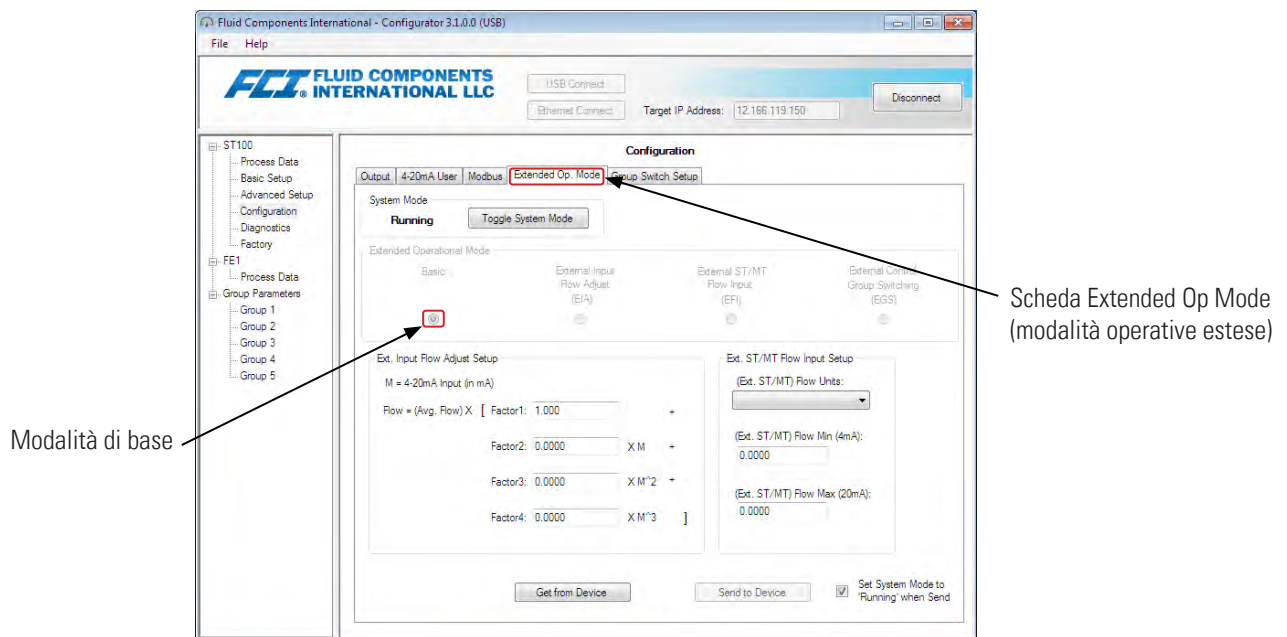 Fluid Components International - Configurator 3.1.0.0 (USB)
File Help
FCI® FLUID COMPONENTS
INTERNATIONAL LLC
USB Connect
Ethernet Connect
Target IP Address: 12.166.119.150
Disconnect
ST100
Process Data
Basic Setup
Advanced Setup
Configuration
Diagnostics
Factory
FE1
Process Data
Group Parameters
Group 1
Group 2
Group 3
Group 4
Group 5
Configuration
Output 4-20mA User Modbus Extended Op. Mode Group Switch Setup
System Mode
Running Toggle System Mode
Extended Operational Mode
Basic
External Input
Flow Adjust
(EIA)
External ST/MT
Flow Input
(EFI)
External Control
Group Switching
(EGS)
Ext. Input Flow Adjust Setup
M = 4-20mA Input (in mA)
Flow = (Avg. Flow) X [ Factor1: 1.000 +
Factor2: 0.0000 X M +
Factor3: 0.0000 X M^2 +
Factor4: 0.0000 X M^3 ]
Ext. ST/MT Flow Input Setup
(Ext. ST/MT) Flow Units:
(Ext. ST/MT) Flow Min (4mA):
0.0000
(Ext. ST/MT) Flow Max (20mA):
0.0000
Get from Device
Send to Device
Set System Mode to
'Running' when Send
Scheda Extended Op Mode
(modalità operative estese)
Modalità di base